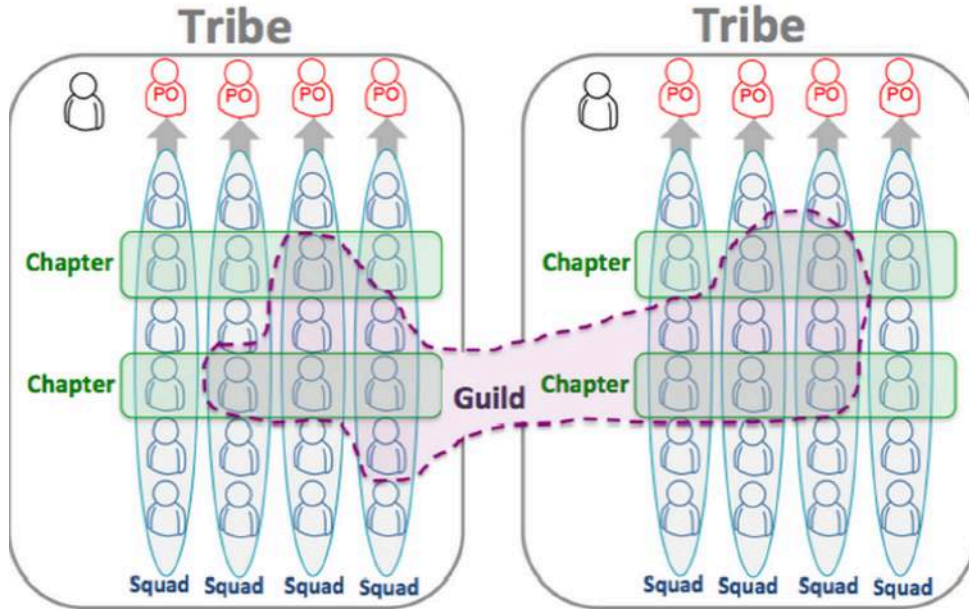 Tribe Tribe
PO PO PO PO PO PO PO PO
Chapter Chapter
Chapter Guild Chapter
Squad Squad Squad Squad Squad Squad Squad Squad